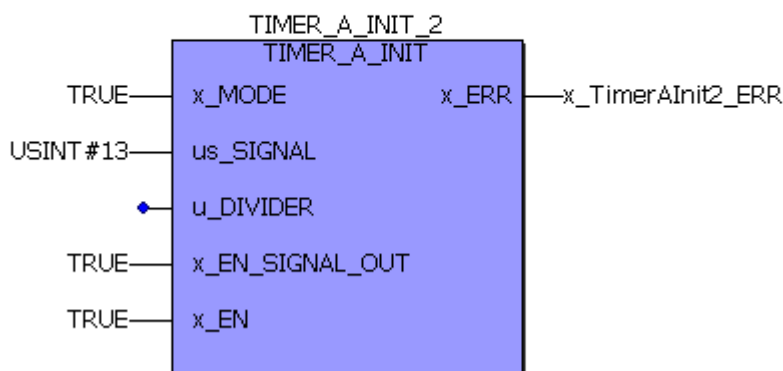 TIMER_A_INIT_2
TIMER_A_INIT
TRUE x_MODE x_ERR x_TimerAInit2_ERR
USINT#13 us_SIGNAL
u_DIVIDER
TRUE x_EN_SIGNAL_OUT
TRUE x_EN